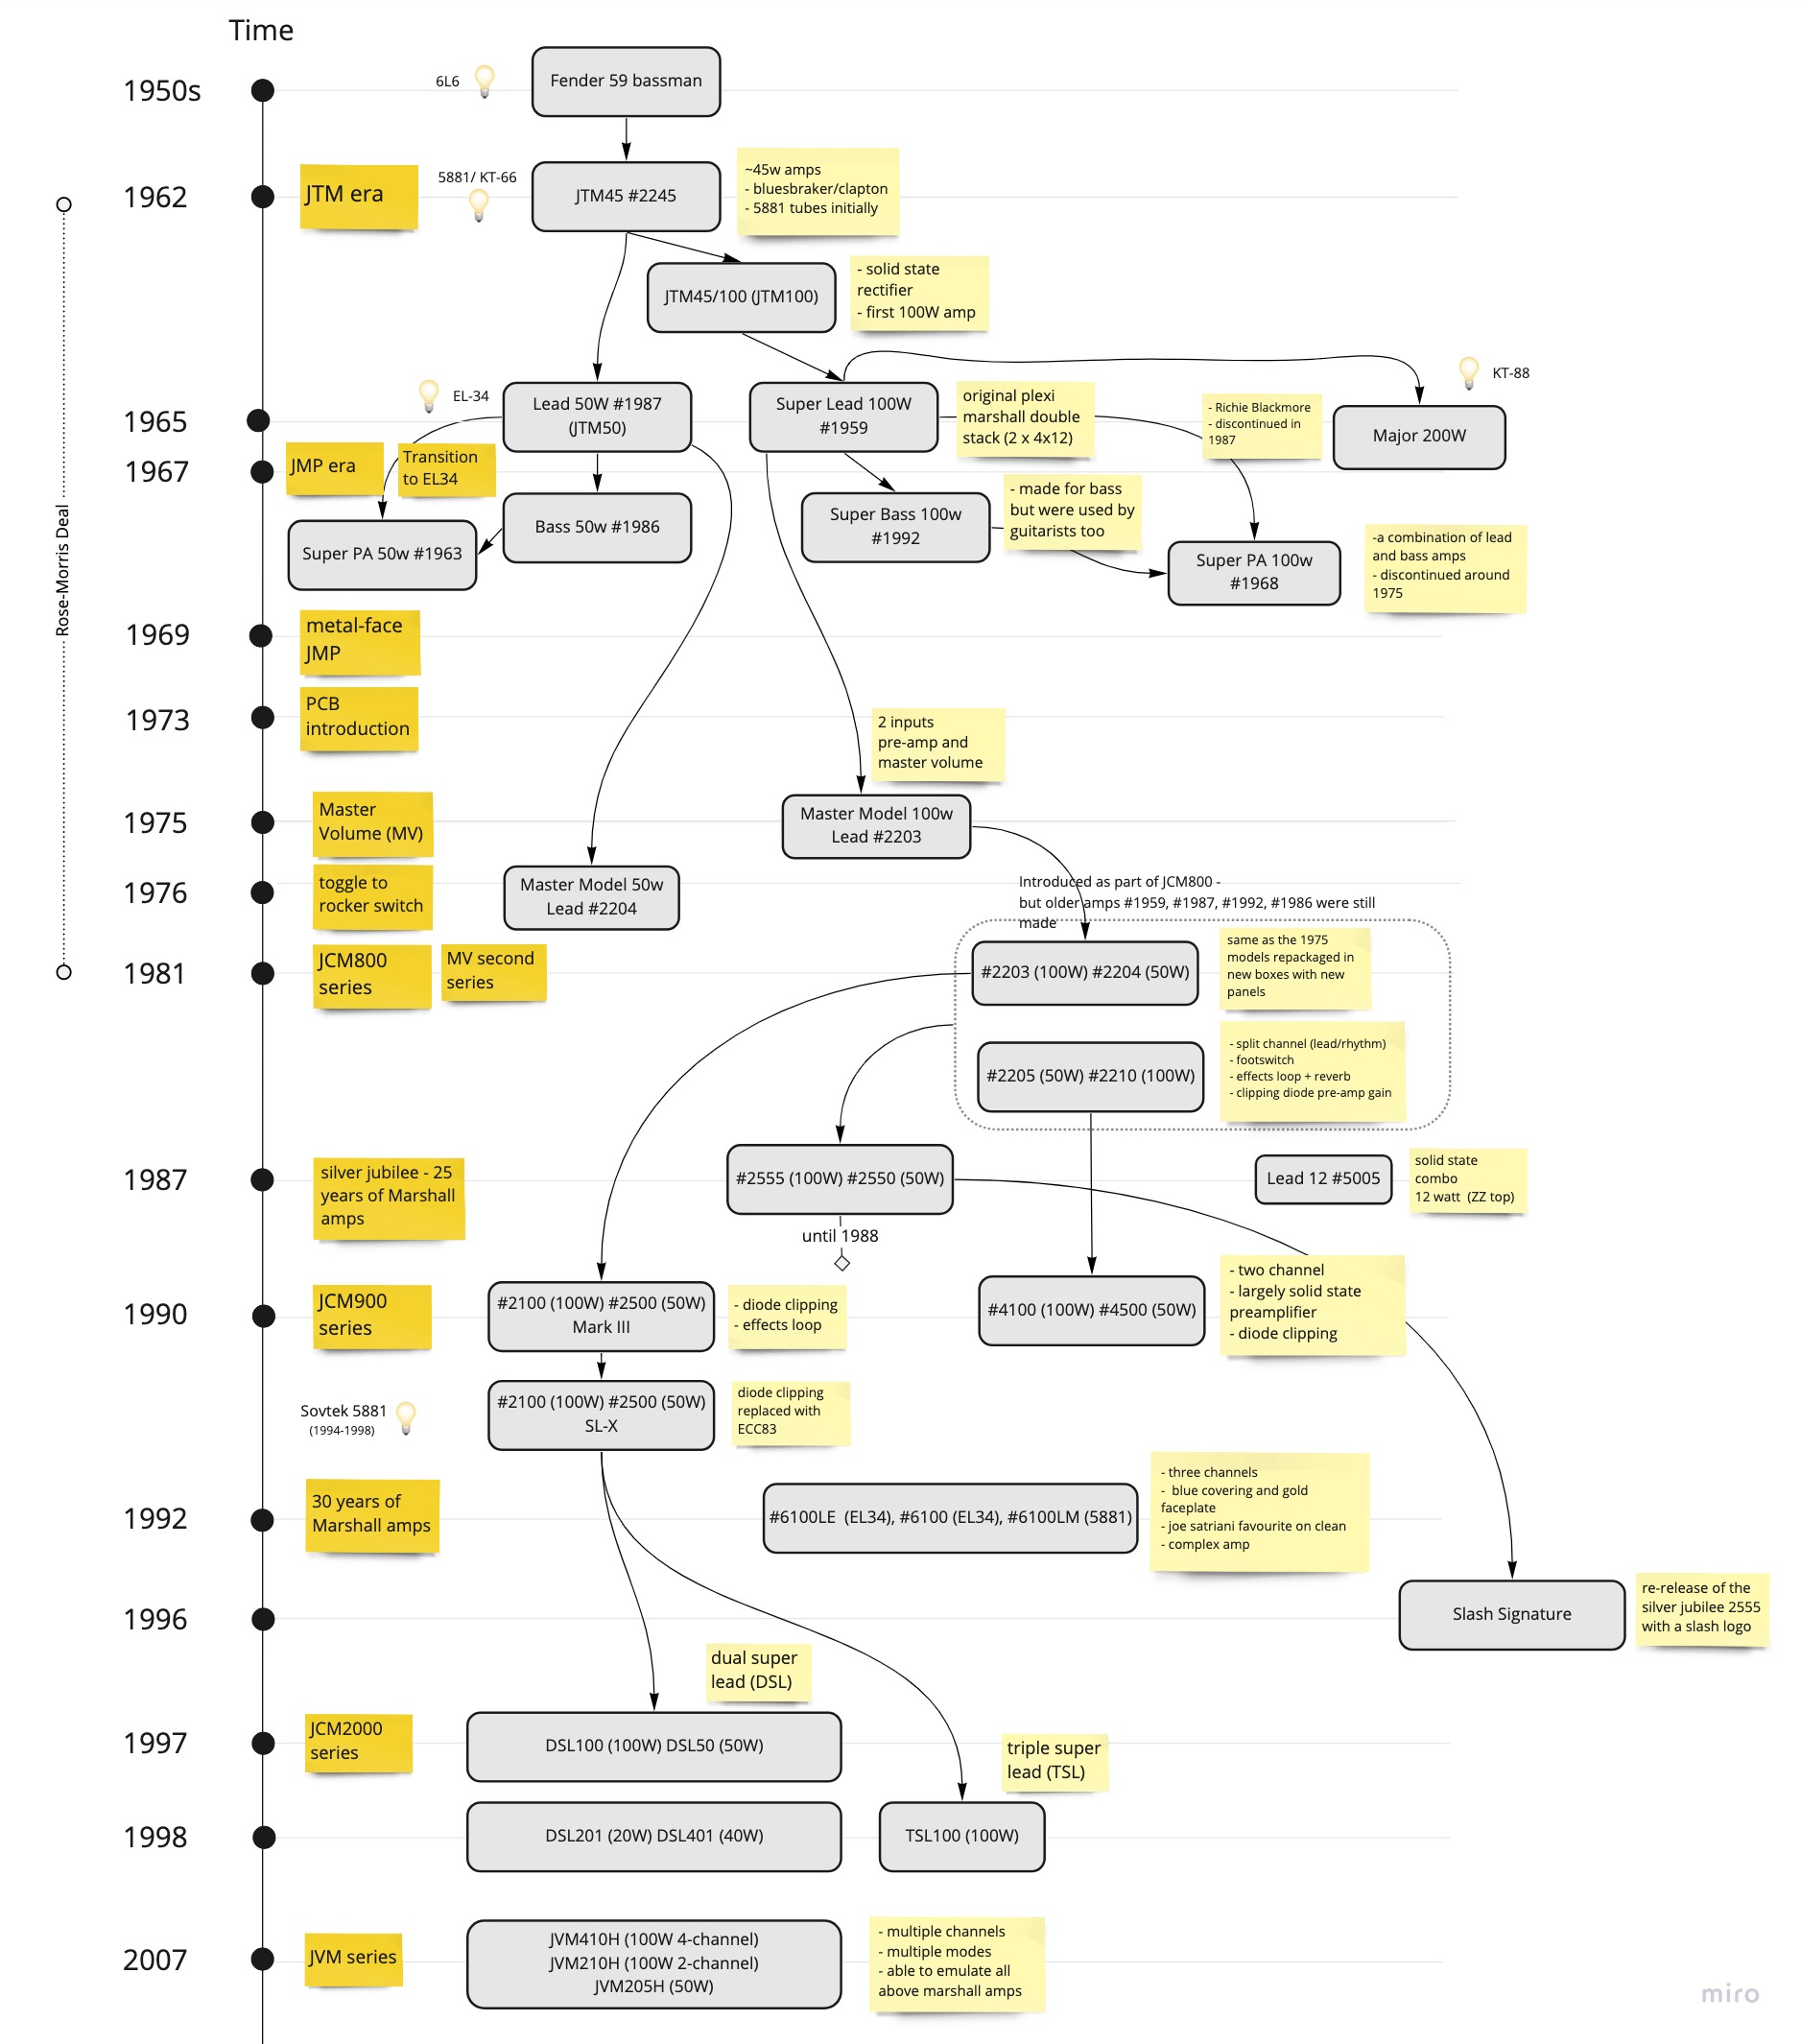 Time
1950s
6L6
Fender 59 bassman
1962
JTM era
5881/ KT-66
JTM45 #2245
~45w amps
- bluesbraker/clapton
- 5881 tubes initially
JTM45/100 (JTM100)
- solid state
rectifier
- first 100W amp
Rose-Morris Deal
1965
EL-34
Lead 50W #1987
(JTM50)
Super Lead 100W
#1959
original plexi
marshall double
stack (2 x 4x12)
- Richie Blackmore
- discontinued in
1987
KT-88
Major 200W
1967
JMP era
Transition
to EL34
Super PA 50w #1963
Bass 50w #1986
Super Bass 100w
#1992
- made for bass
but were used by
guitarists too
Super PA 100w
#1968
-a combination of lead
and bass amps
- discontinued around
1975
1969
metal-face
JMP
1973
PCB
introduction
2 inputs
pre-amp and
master volume
1975
Master
Volume (MV)
Master Model 100w
Lead #2203
1976
toggle to
rocker switch
Master Model 50w
Lead #2204
Introduced as part of JCM800 -
but older amps #1959, #1987, #1992, #1986 were still
made
1981
JCM800
series
MV second
series
#2203 (100W) #2204 (50W)
same as the 1975
models repackaged in
new boxes with new
panels
#2205 (50W) #2210 (100W)
- split channel (lead/rhythm)
- footswitch
- effects loop + reverb
- clipping diode pre-amp gain
1987
silver jubilee - 25
years of Marshall
amps
#2555 (100W) #2550 (50W)
until 1988
Lead 12 #5005
solid state
combo
12 watt  (ZZ top)
1990
JCM900
series
#2100 (100W) #2500 (50W)
Mark III
- diode clipping
- effects loop
#4100 (100W) #4500 (50W)
- two channel
- largely solid state
preamplifier
- diode clipping
Sovtek 5881
(1994-1998)
#2100 (100W) #2500 (50W)
SL-X
diode clipping
replaced with
ECC83
1992
30 years of
Marshall amps
#6100LE  (EL34), #6100 (EL34), #6100LM (5881)
- three channels
-  blue covering and gold
faceplate
- joe satriani favourite on clean
- complex amp
1996
Slash Signature
re-release of the
silver jubilee 2555
with a slash logo
dual super
lead (DSL)
1997
JCM2000
series
DSL100 (100W) DSL50 (50W)
triple super
lead (TSL)
1998
DSL201 (20W) DSL401 (40W)
TSL100 (100W)
2007
JVM series
JVM410H (100W 4-channel)
JVM210H (100W 2-channel)
JVM205H (50W)
- multiple channels
- multiple modes
- able to emulate all
above marshall amps
miro